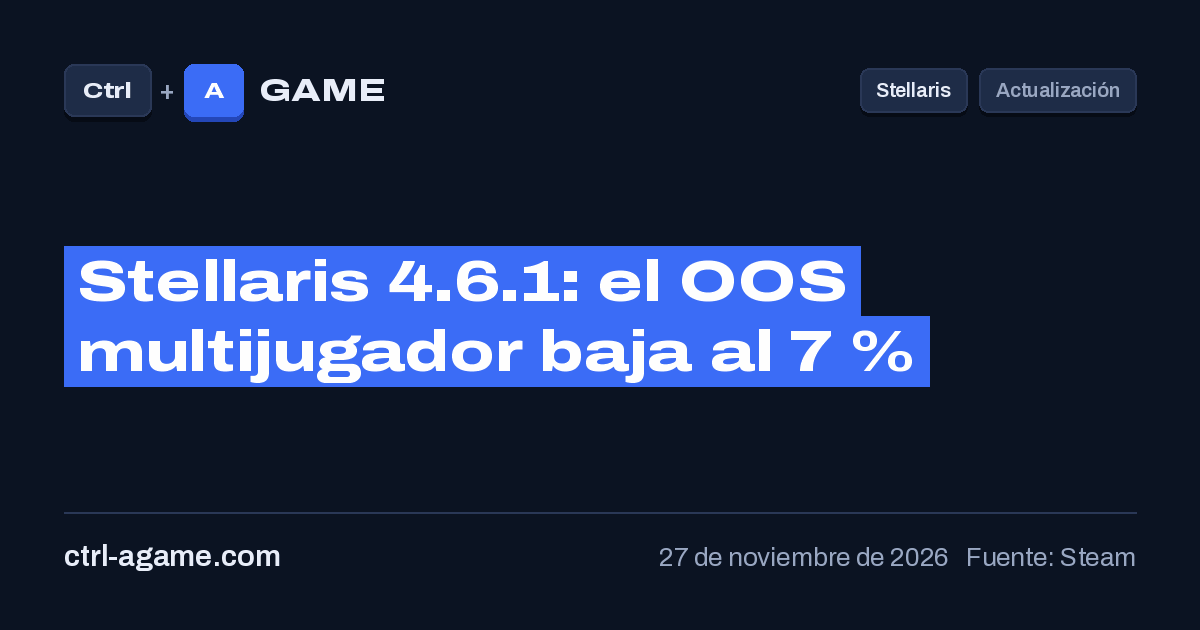 Ctrl + A GAME
Stellaris Actualización
Stellaris 4.6.1: el OOS
multijugador baja al 7 %
ctrl-agame.com
27 de noviembre de 2026 Fuente: Steam